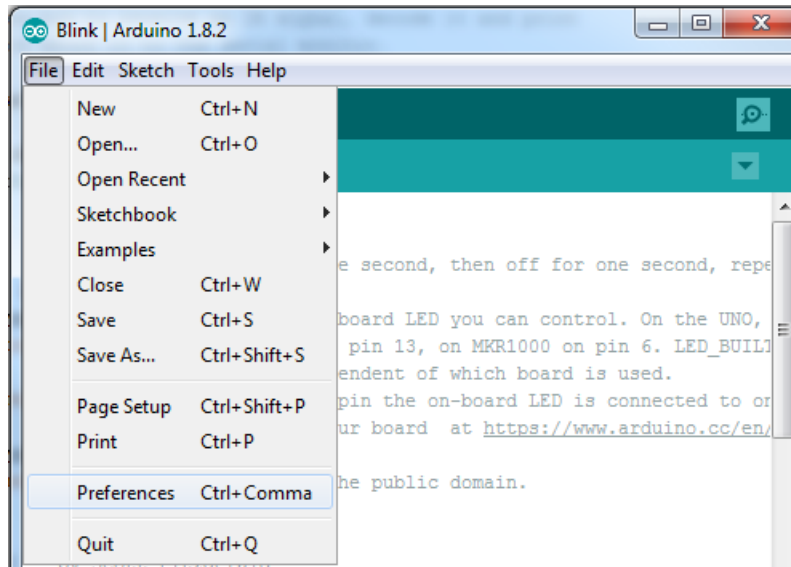 Blink | Arduino 1.8.2
File Edit Sketch Tools Help
New Ctrl+N
Open... Ctrl+O
Open Recent
Sketchbook
Examples
Close Ctrl+W
Save Ctrl+S
Save As... Ctrl+Shift+S
Page Setup Ctrl+Shift+P
Print Ctrl+P
Preferences Ctrl+Comma
Quit Ctrl+Q
e second, then off for one second, repe
board LED you can control. On the UNO,
pin 13, on MKR1000 on pin 6. LED_BUIL
endent of which board is used.
pin the on-board LED is connected to on
ur board at https://www.arduino.cc/en/
he public domain.